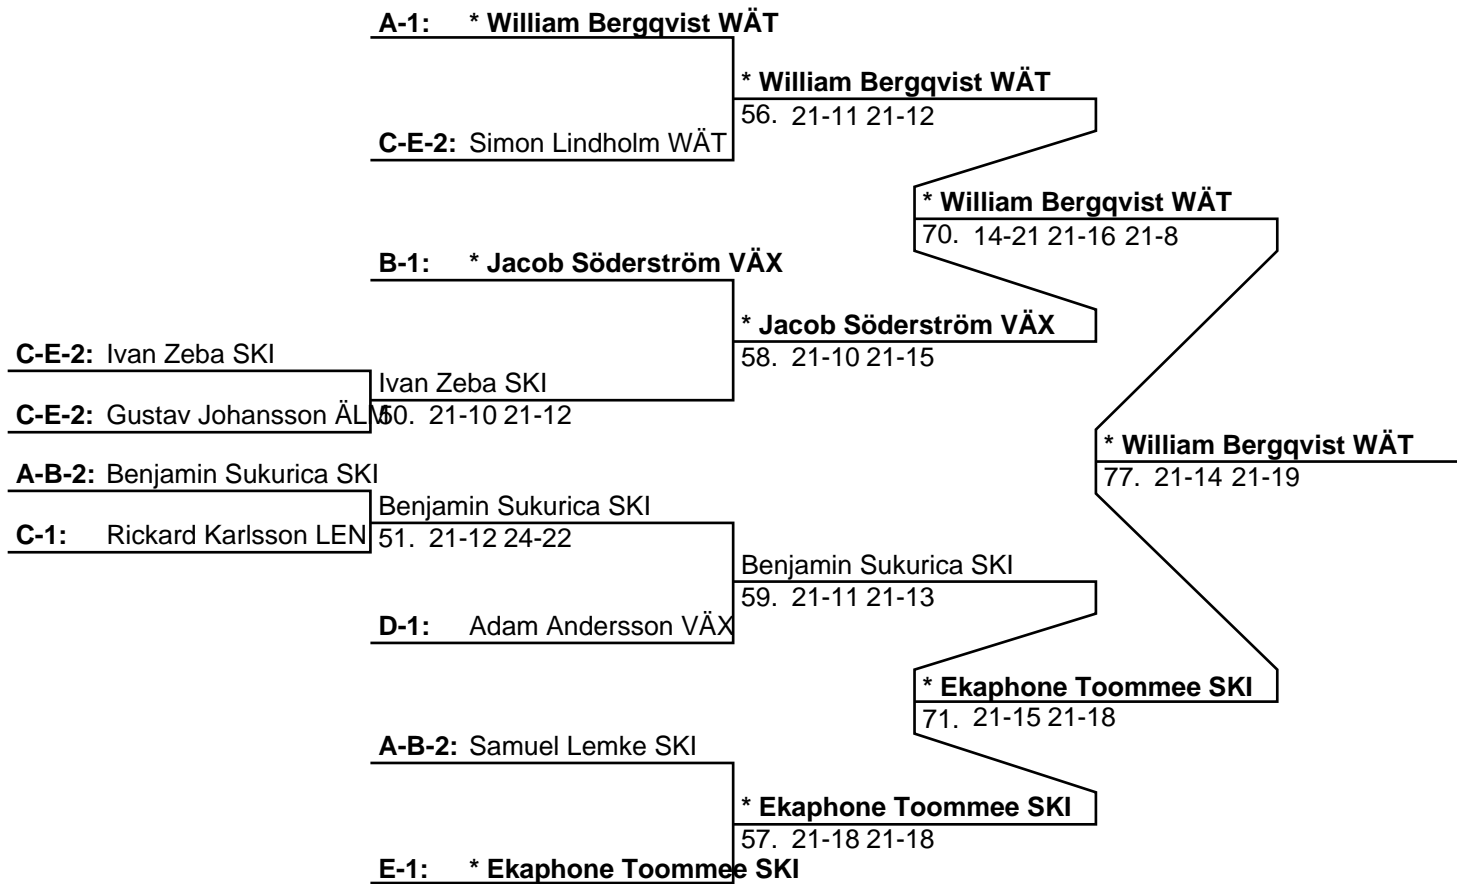 A-1: * William Bergqvist WÄT
* William Bergqvist WÄT
56. 21-11 21-12
C-E-2: Simon Lindholm WÄT
* William Bergqvist WÄT
70. 14-21 21-16 21-8
B-1: * Jacob Söderström VÄX
* Jacob Söderström VÄX
58. 21-10 21-15
C-E-2: Ivan Zeba SKI
Ivan Zeba SKI
C-E-2: Gustav Johansson ÄLM
50. 21-10 21-12
* William Bergqvist WÄT
77. 21-14 21-19
A-B-2: Benjamin Sukurica SKI
Benjamin Sukurica SKI
C-1: Rickard Karlsson LEN
51. 21-12 24-22
Benjamin Sukurica SKI
59. 21-11 21-13
D-1: Adam Andersson VÄX
* Ekaphone Toommee SKI
71. 21-15 21-18
A-B-2: Samuel Lemke SKI
* Ekaphone Toommee SKI
57. 21-18 21-18
E-1: * Ekaphone Toommee SKI